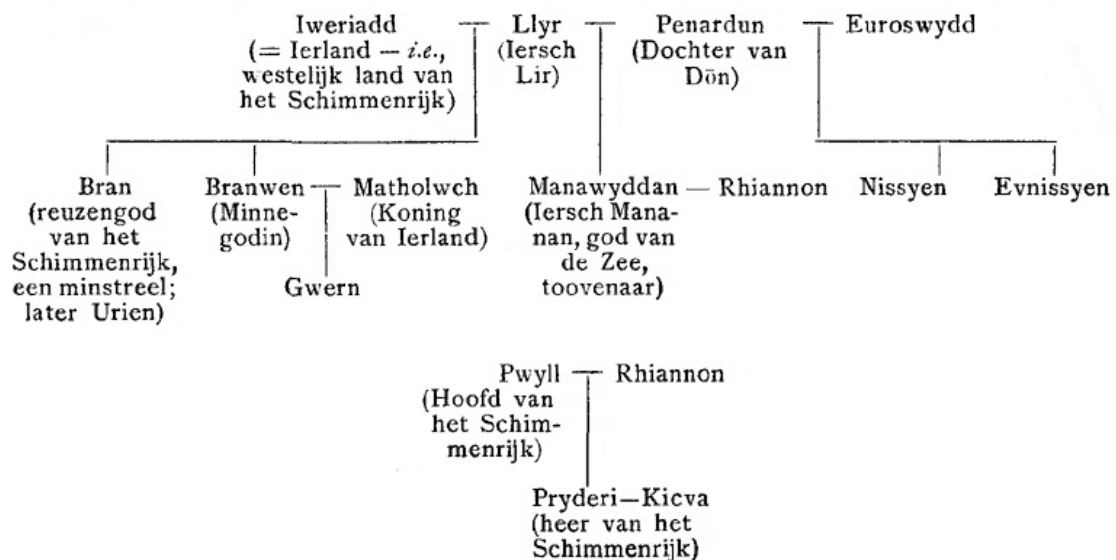 Iweriadd — Llyr — Penardun — Euroswydd
(= Ierland — i.e., (Iersch (Dochter van
westelijk land van Lir) Dōn)
het Schimmenrijk)
Bran Branwen — Matholwch Manawyddan — Rhiannon Nissyen Evnissyen
(reuzengod (Minne- (Koning (Iersch Mana-
van het godin) van Ierland) nan, god van
Schimmenrijk, de Zee,
een minstreel; Gwern toovenaar)
later Urien)
Pwyll — Rhiannon
(Hoofd van
het Schim-
menrijk)
Pryderi—Kicva
(heer van het
Schimmenrijk)